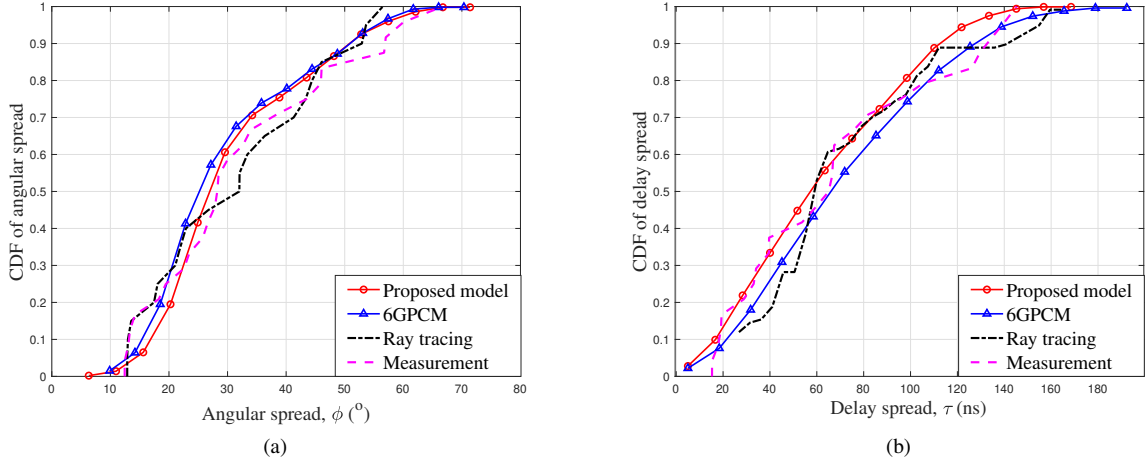 CDF of angular spread
1
0.9
0.8
0.7
0.6
0.5
0.4
0.3
0.2
0.1
0
0 10 20 30 40 50 60 70 80
Angular spread, ϕ (°)
Proposed model
6GPCM
Ray tracing
Measurement
(a)
CDF of delay spread
1
0.9
0.8
0.7
0.6
0.5
0.4
0.3
0.2
0.1
0
0 20 40 60 80 100 120 140 160 180
Delay spread, τ (ns)
Proposed model
6GPCM
Ray tracing
Measurement
(b)